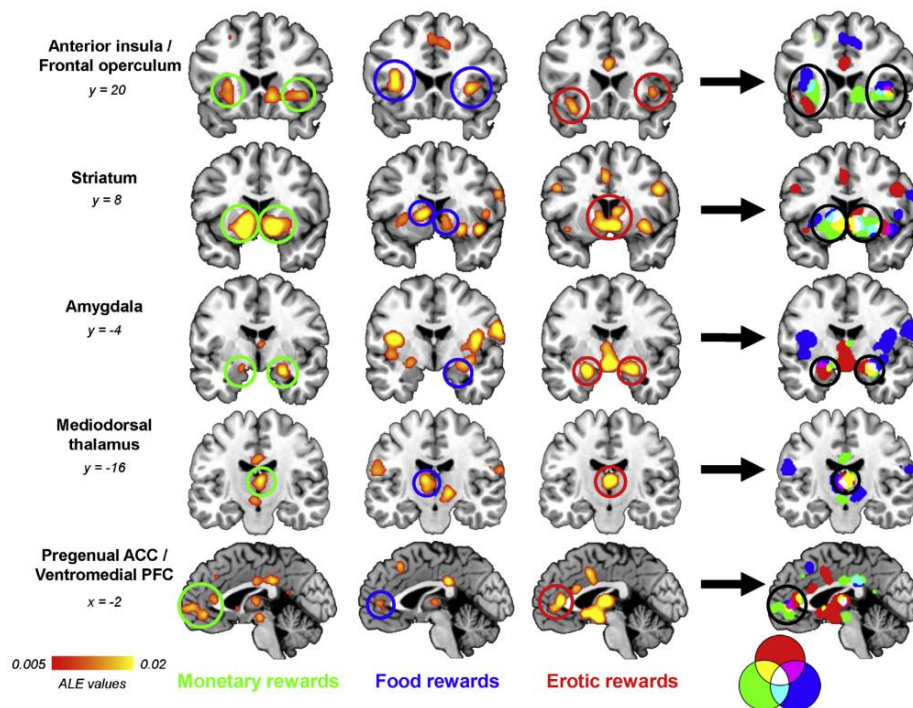 Anterior insula /
Frontal operculum
y = 20
Striatum
y = 8
Amygdala
y = -4
Mediodorsal
thalamus
y = -16
Pregenual ACC /
Ventromedial PFC
x = -2
0.005 0.02
ALE values
Monetary rewards
Food rewards
Erotic rewards